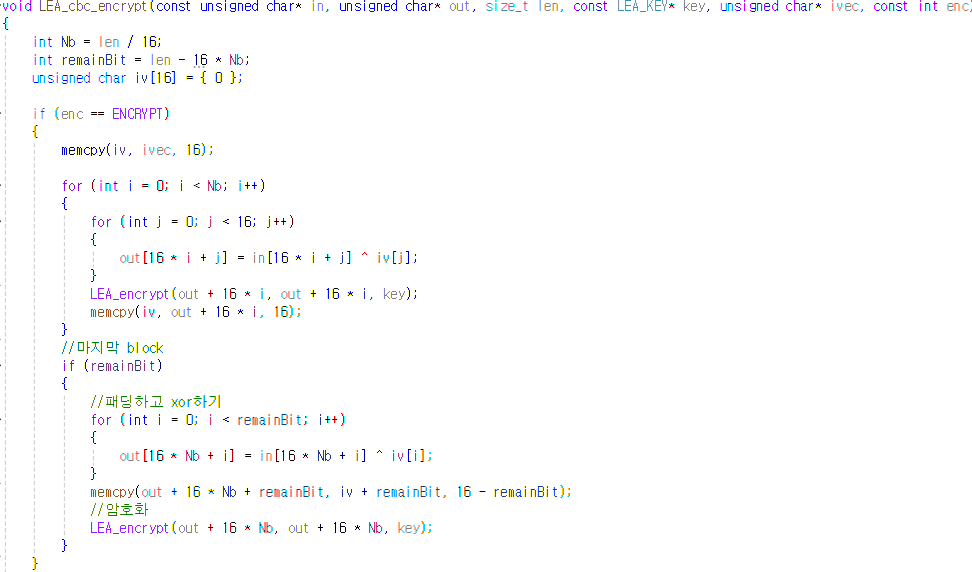 void LEA_cbc_encrypt(const unsigned char* in, unsigned char* out, size_t len, const LEA_KEY* key, unsigned char* ivec, const int enc)
{
int Nb = len / 16;
int remainBit = len - 16 * Nb;
unsigned char iv[16] = { 0 };
if (enc == ENCRYPT)
{
memcpy(iv, ivec, 16);
for (int i = 0; i < Nb; i++)
{
for (int j = 0; j < 16; j++)
{
out[16 * i + j] = in[16 * i + j] ^ iv[j];
}
LEA_encrypt(out + 16 * i, out + 16 * i, key);
memcpy(iv, out + 16 * i, 16);
}
//마지막 block
if (remainBit)
{
//패딩하고 xor하기
for (int i = 0; i < remainBit; i++)
{
out[16 * Nb + i] = in[16 * Nb + i] ^ iv[i];
}
memcpy(out + 16 * Nb + remainBit, iv + remainBit, 16 - remainBit);
//암호화
LEA_encrypt(out + 16 * Nb, out + 16 * Nb, key);
}
}